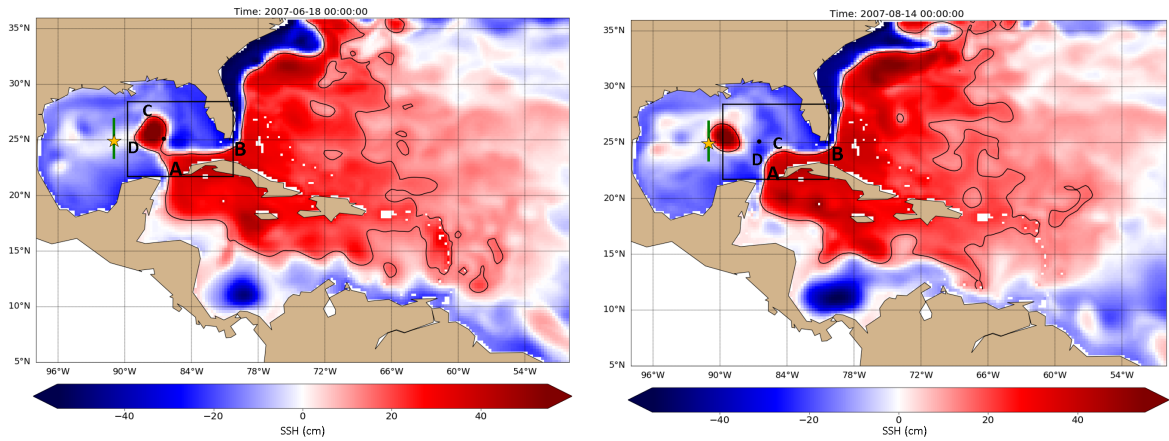 Time: 2007-06-18 00:00:00
35°N
30°N
25°N
20°N
15°N
10°N
5°N
C
D
B
A
96°W 90°W 84°W 78°W 72°W 66°W 60°W 54°W
−40 −20 0 20 40
SSH (cm)
Time: 2007-08-14 00:00:00
35°N
30°N
25°N
20°N
15°N
10°N
5°N
C
B
D
A
96°W 90°W 84°W 78°W 72°W 66°W 60°W 54°W
−40 −20 0 20 40
SSH (cm)